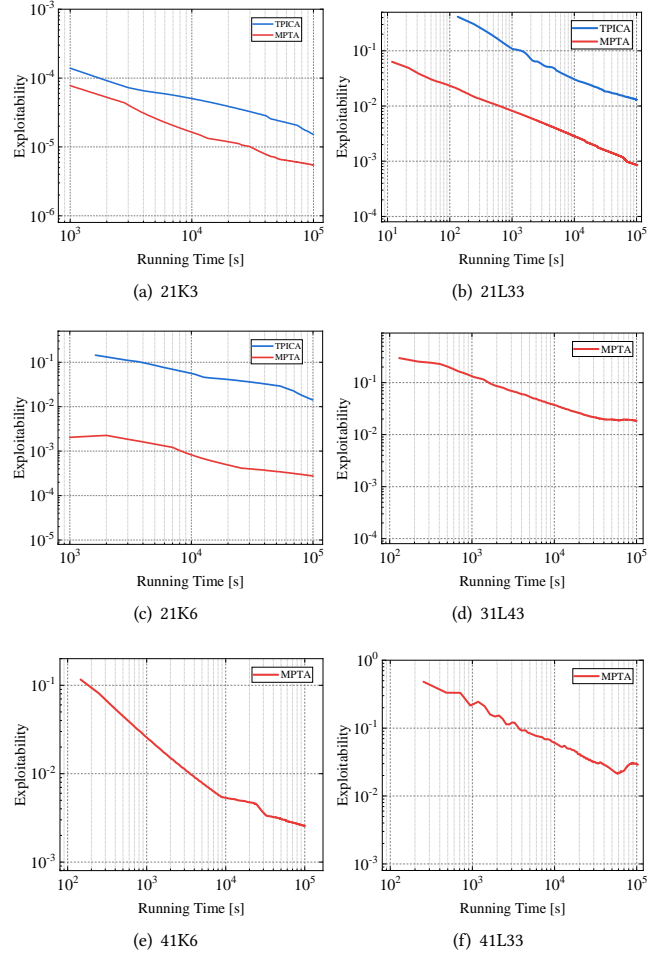 10^-3
10^-4
10^-5
10^-6
Exploitability
TPICA
MPTA
10^3
10^4
10^5
Running Time [s]
(a) 21K3
10^-1
10^-2
10^-3
10^-4
Exploitability
TPICA
MPTA
10^1
10^2
10^3
10^4
10^5
Running Time [s]
(b) 21L33
10^-1
10^-2
10^-3
10^-4
10^-5
Exploitability
TPICA
MPTA
10^3
10^4
10^5
Running Time [s]
(c) 21K6
10^-1
10^-2
10^-3
10^-4
Exploitability
MPTA
10^2
10^3
10^4
10^5
Running Time [s]
(d) 31L43
10^-1
10^-2
10^-3
Exploitability
MPTA
10^2
10^3
10^4
10^5
Running Time [s]
(e) 41K6
10^0
10^-1
10^-2
10^-3
Exploitability
MPTA
10^2
10^3
10^4
10^5
Running Time [s]
(f) 41L33